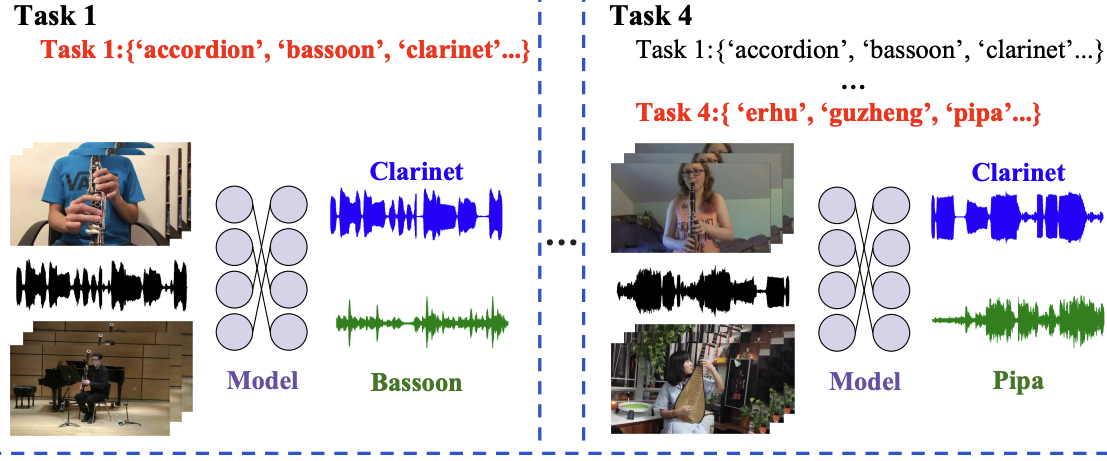 Task 1
Task 1:{‘accordion’, ‘bassoon’, ‘clarinet’...}
Clarinet
Model
Bassoon
...
Task 4
Task 1:{‘accordion’, ‘bassoon’, ‘clarinet’...}
...
Task 4:{ ‘erhu’, ‘guzheng’, ‘pipa’...}
Clarinet
Model
Pipa
...